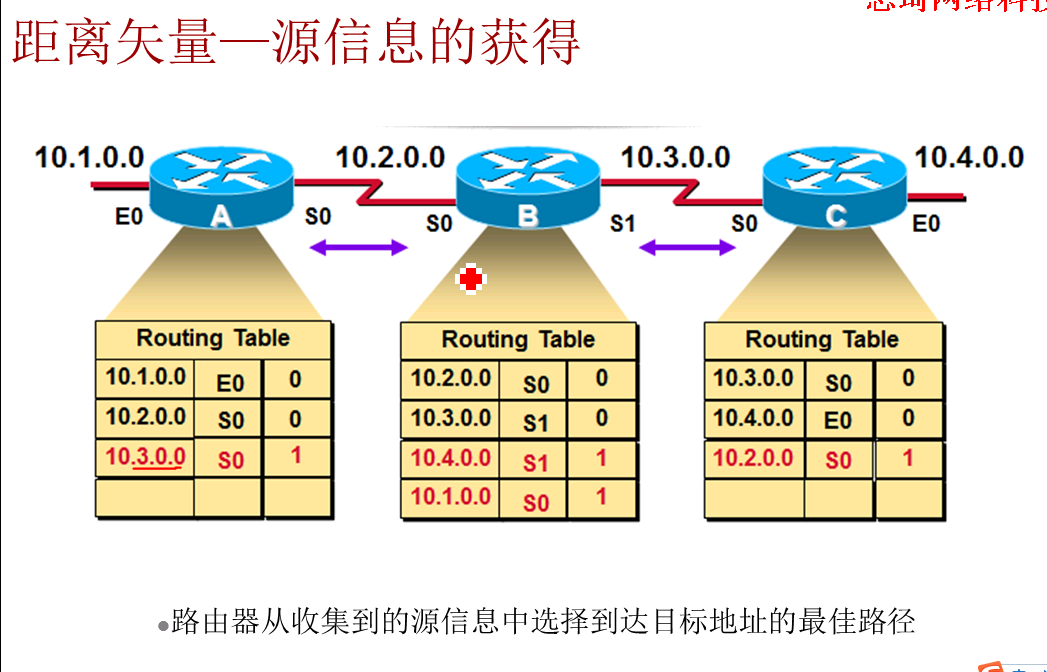 距离矢量—源信息的获得
10.1.0.0
10.2.0.0
10.3.0.0
10.4.0.0
E0
A
S0
S0
B
S1
S0
C
E0
Routing Table
10.1.0.0 E0 0
10.2.0.0 S0 0
10.3.0.0 S0 1
Routing Table
10.2.0.0 S0 0
10.3.0.0 S1 0
10.4.0.0 S1 1
10.1.0.0 S0 1
Routing Table
10.3.0.0 S0 0
10.4.0.0 E0 0
10.2.0.0 S0 1
路由器从收集到的源信息中选择到达目标地址的最佳路径